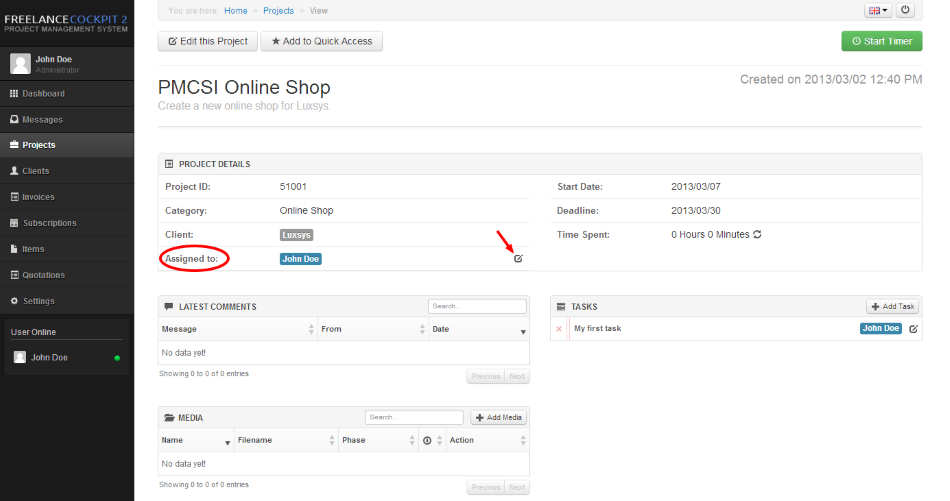 FREELANCECOCKPIT 2
PROJECT MANAGEMENT SYSTEM
John Doe
Administrator
Dashboard
Messages
Projects
Clients
Invoices
Subscriptions
Items
Quotations
Settings
User Online
John Doe
You are here: Home > Projects > View
Edit this Project
Add to Quick Access
Start Timer
PMCSI Online Shop
Create a new online shop for Luxsys.
Created on 2013/03/02 12:40 PM
PROJECT DETAILS
Project ID: 51001
Category: Online Shop
Client: Luxsys
Assigned to: John Doe
Start Date: 2013/03/07
Deadline: 2013/03/30
Time Spent: 0 Hours 0 Minutes
LATEST COMMENTS Search...
Message From Date
No data yet!
Showing 0 to 0 of 0 entries
Previous Next
TASKS Add Task
× My first task John Doe
MEDIA Search... Add Media
Name Filename Phase Action
No data yet!
Showing 0 to 0 of 0 entries
Previous Next